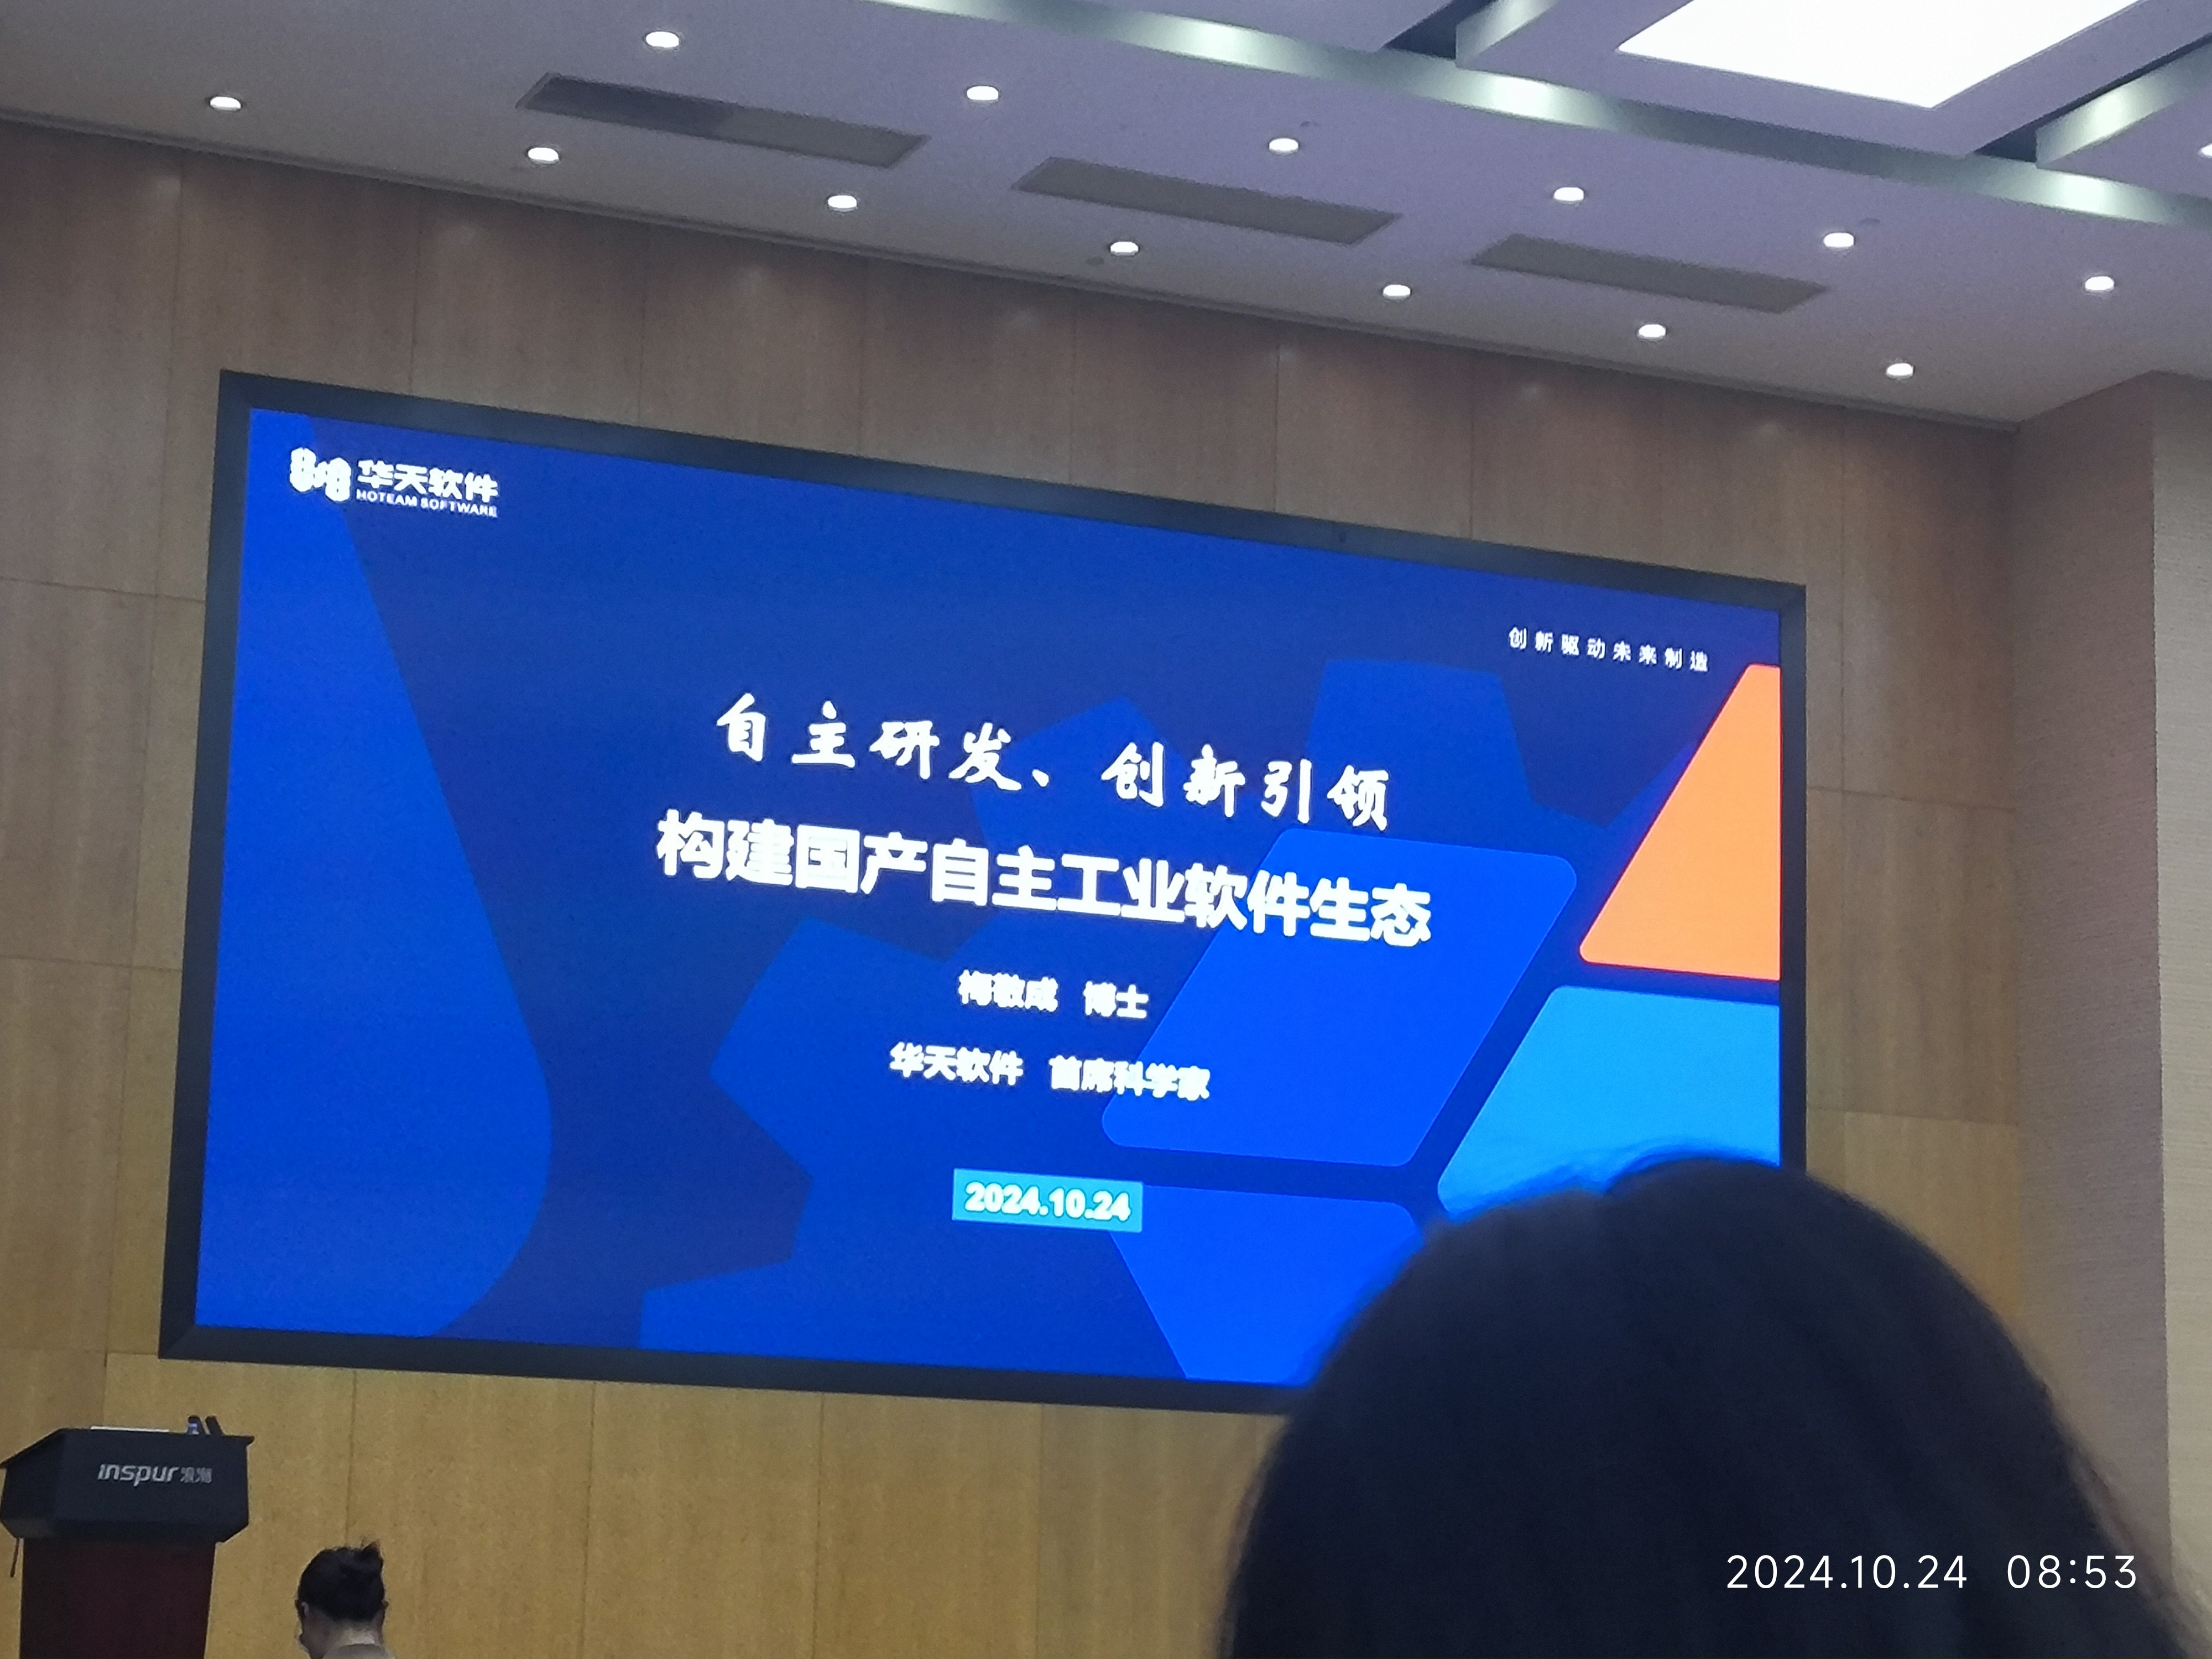 华天软件
HOTEAM SOFTWARE
创新驱动未来制造
自主研发、创新引领
构建国产自主工业软件生态
梅敬成 博士
华天软件 首席科学家
2024.10.24
inspur 浪潮
2024.10.24 08:53